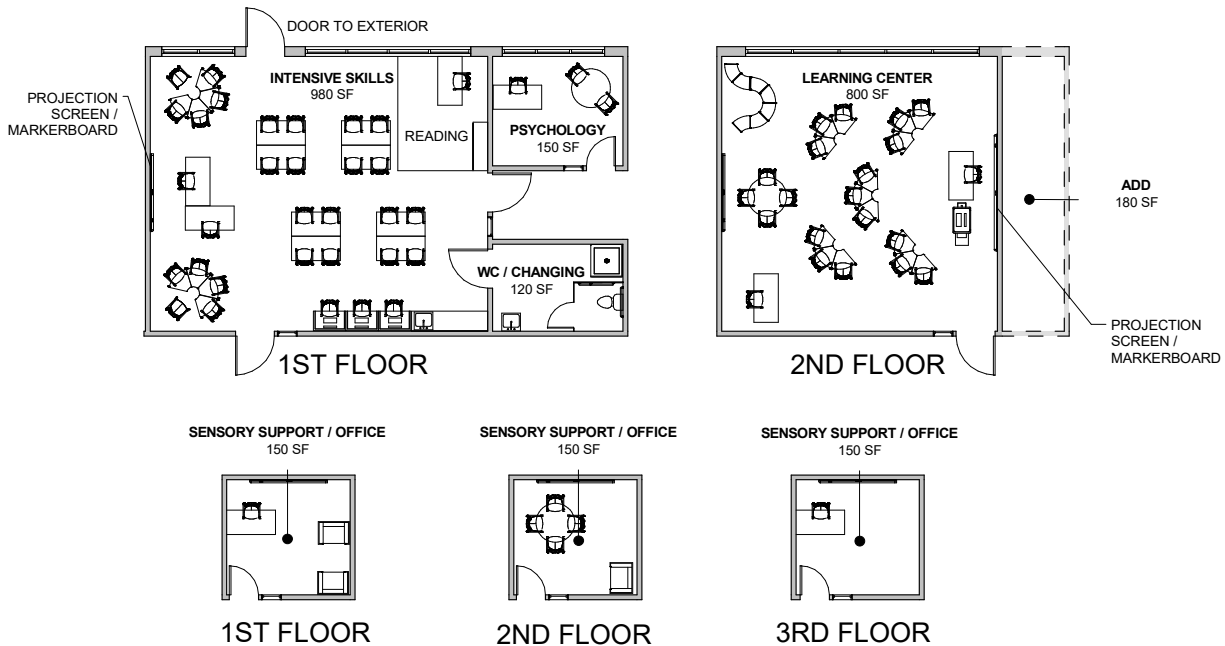 DOOR TO EXTERIOR
INTENSIVE SKILLS
980 SF
PROJECTION
SCREEN /
MARKERBOARD
READING
PSYCHOLOGY
150 SF
WC / CHANGING
120 SF
1ST FLOOR
LEARNING CENTER
800 SF
ADD
180 SF
PROJECTION
SCREEN /
MARKERBOARD
2ND FLOOR
SENSORY SUPPORT / OFFICE
150 SF
1ST FLOOR
SENSORY SUPPORT / OFFICE
150 SF
2ND FLOOR
SENSORY SUPPORT / OFFICE
150 SF
3RD FLOOR